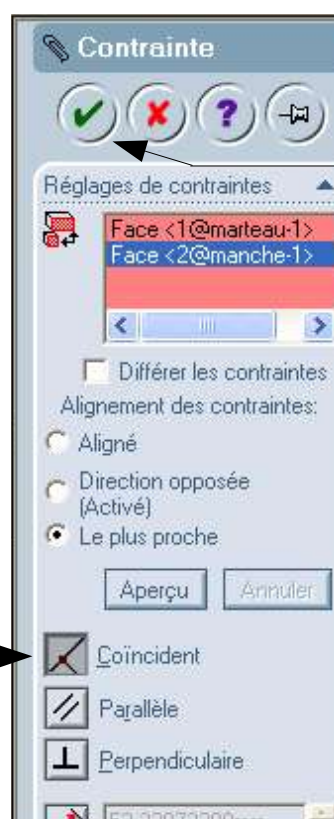 Contrainte
?
Réglages de contraintes
Face <1@marteau-1>
Face <2@manche-1>
Différer les contraintes
Alignement des contraintes:
Aligné
Direction opposée
(Activé)
Le plus proche
Aperçu Annuler
Coïncident
Parallèle
Perpendiculaire